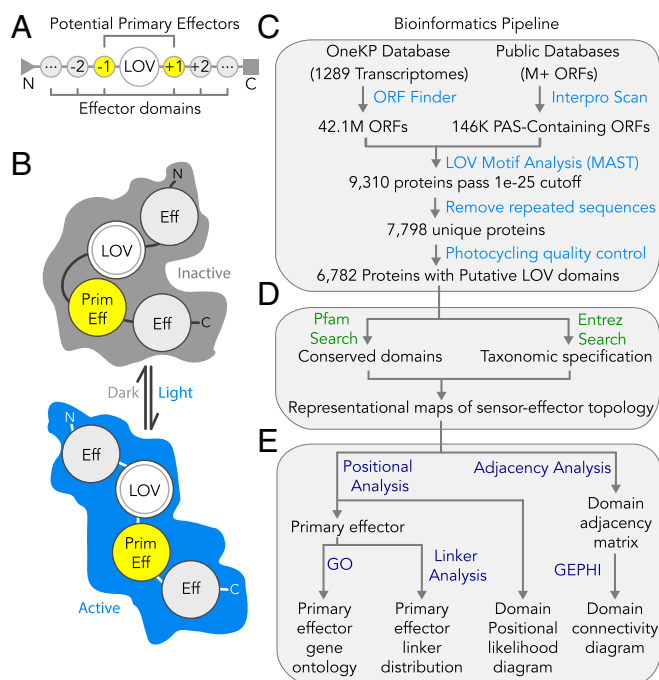 A
Potential Primary Effectors
... -2 -1 LOV +1 +2 ...
N
C
Effector domains
B
N
Eff
LOV
Inactive
Prim
Eff
Eff
C
Dark
Light
N
Eff
LOV
Prim
Eff
Eff
C
Active
C
Bioinformatics Pipeline
OneKP Database
(1289 Transcriptomes)
Public Databases
(M+ ORFs)
ORF Finder
Interpro Scan
42.1M ORFs
146K PAS-Containing ORFs
LOV Motif Analysis (MAST)
9,310 proteins pass 1e-25 cutoff
Remove repeated sequences
7,798 unique proteins
Photocycling quality control
6,782 Proteins with Putative LOV domains
D
Pfam
Search
Entrez
Search
Conserved domains
Taxonomic specification
Representational maps of sensor-effector topology
E
Positional
Analysis
Adjacency Analysis
Primary effector
Domain
adjacency
matrix
GO
Linker
Analysis
GEPHI
Primary
effector
gene
ontology
Primary
effector
linker
distribution
Domain
Positional
likelihood
diagram
Domain
connectivity
diagram